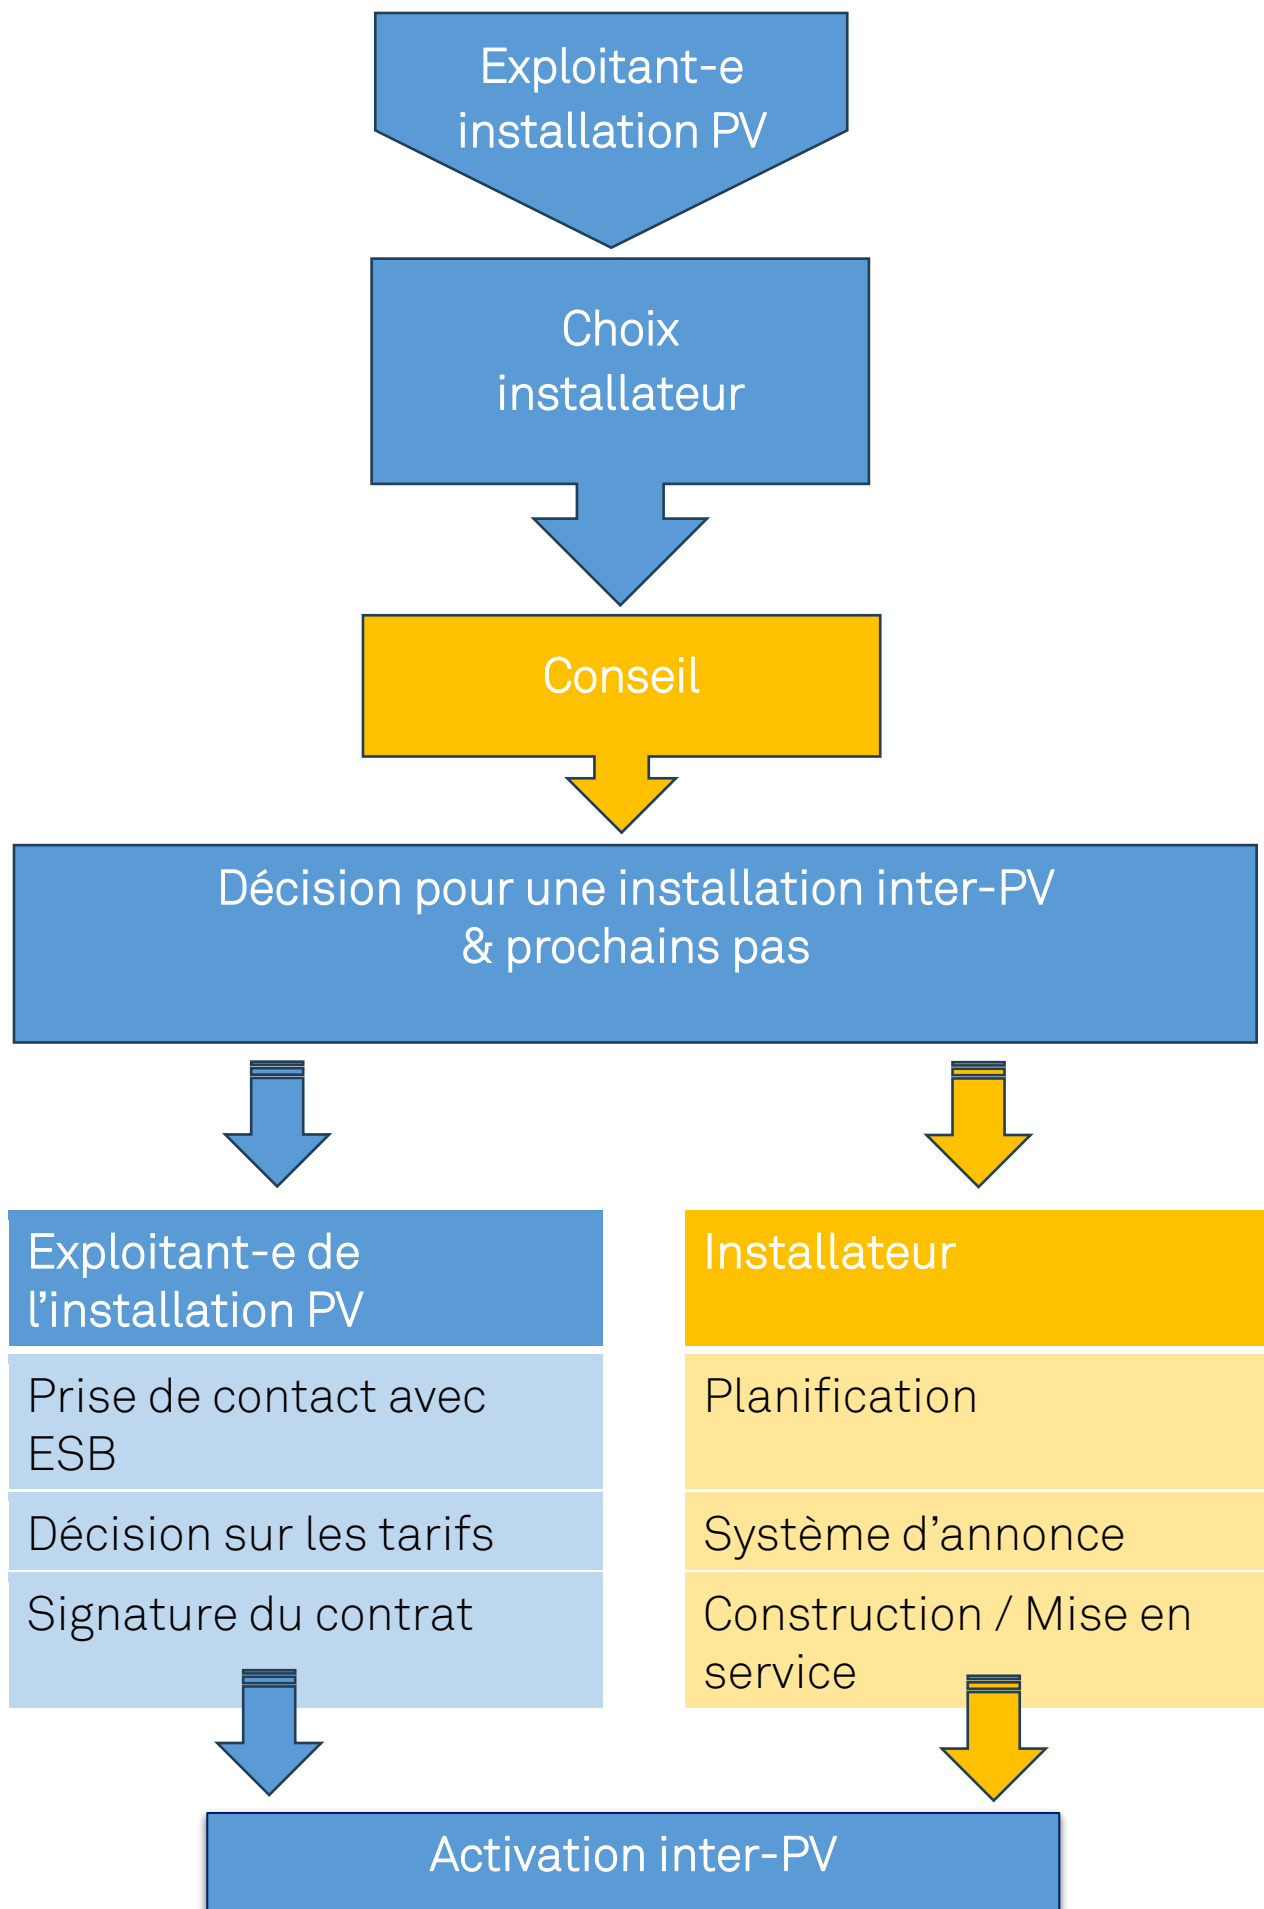 Exploitant-e
installation PV
Choix
installateur
Conseil
Décision pour une installation inter-PV
& prochains pas
Exploitant-e de
l’installation PV
Prise de contact avec
ESB
Décision sur les tarifs
Signature du contrat
Installateur
Planification
Système d’annonce
Construction / Mise en
service
Activation inter-PV